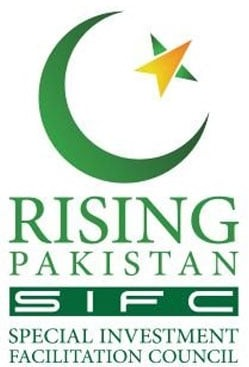 RISING
PAKISTAN
SIFC
SPECIAL INVESTMENT
FACILITATION COUNCIL